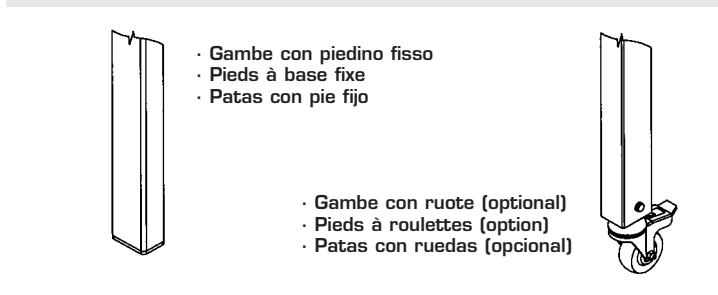 · Gambe con piedino fisso
· Pieds à base fixe
· Patas con pie fijo
· Gambe con ruote (optional)
· Pieds à roulettes (option)
· Patas con ruedas (opcional)